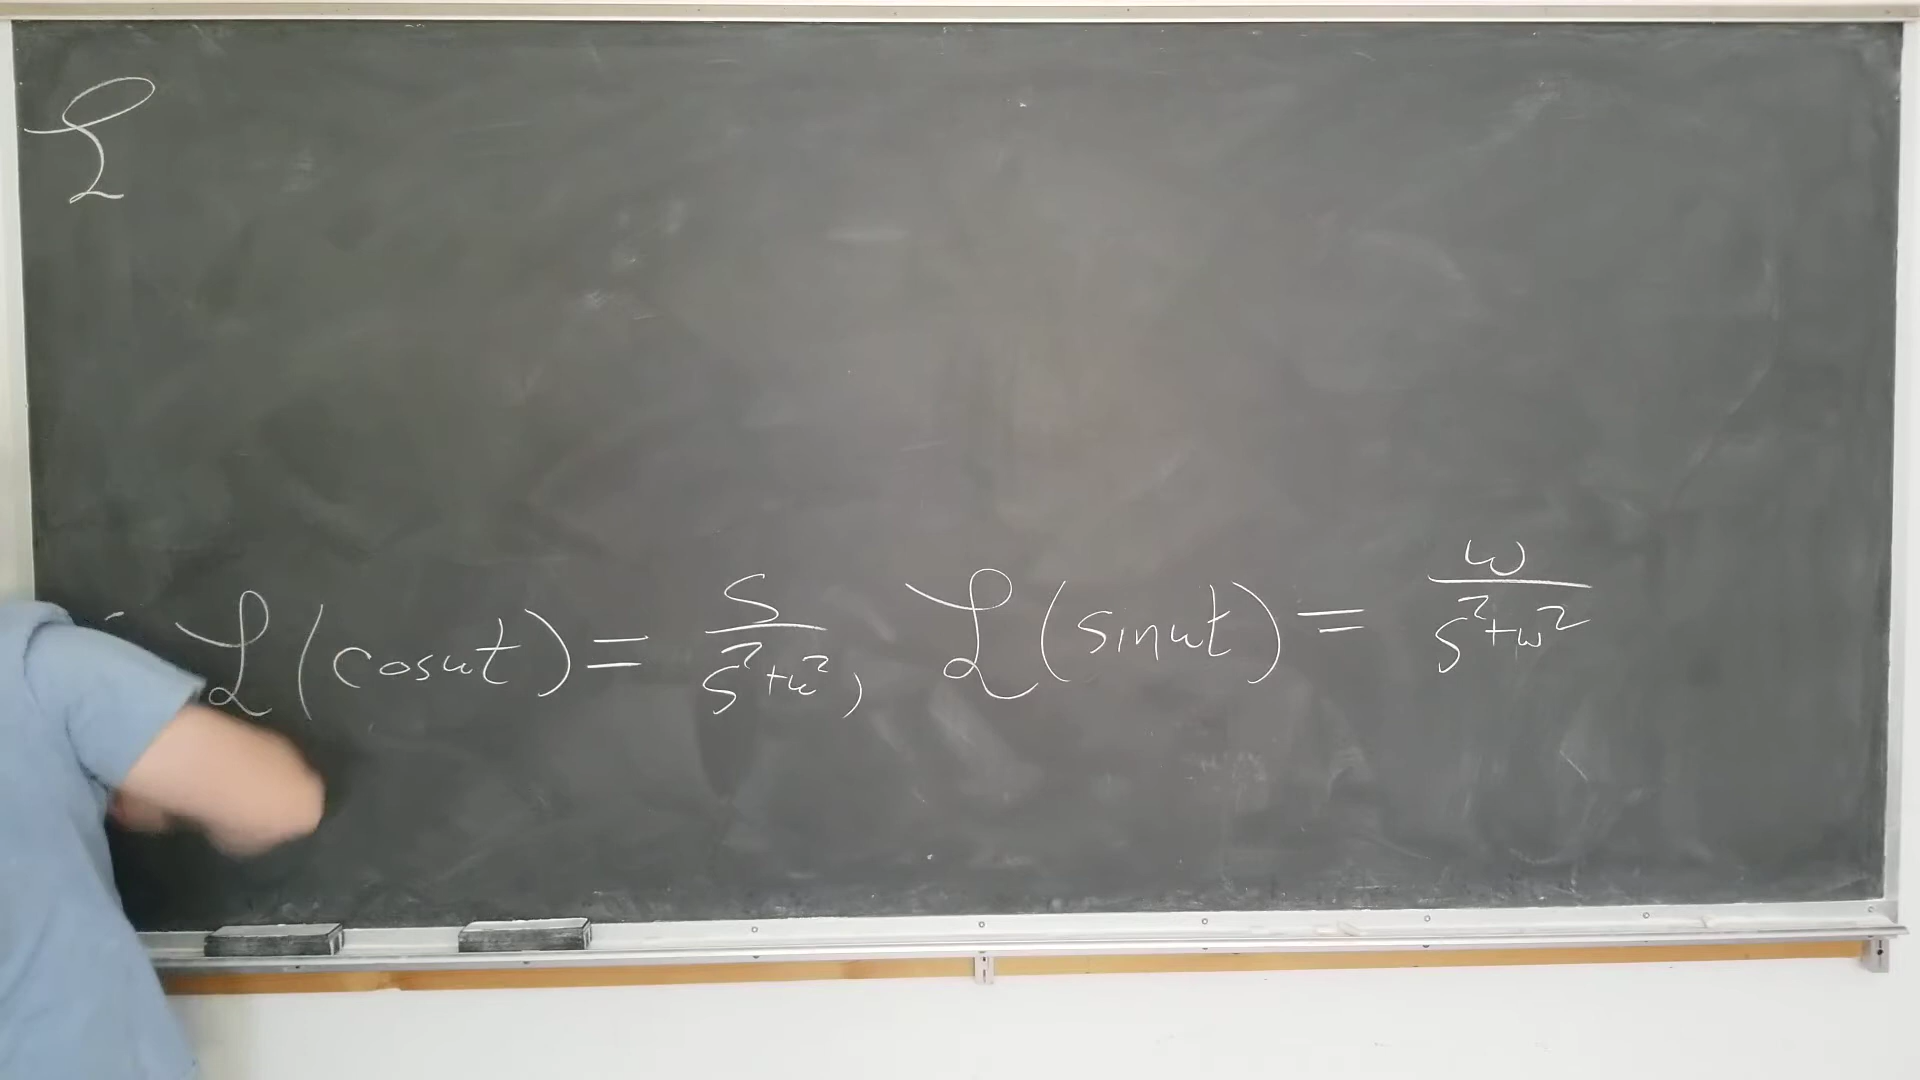 ℒ
ℒ(cosωt) = s/(s²+ω²), ℒ(sinωt) = ω/(s²+ω²)